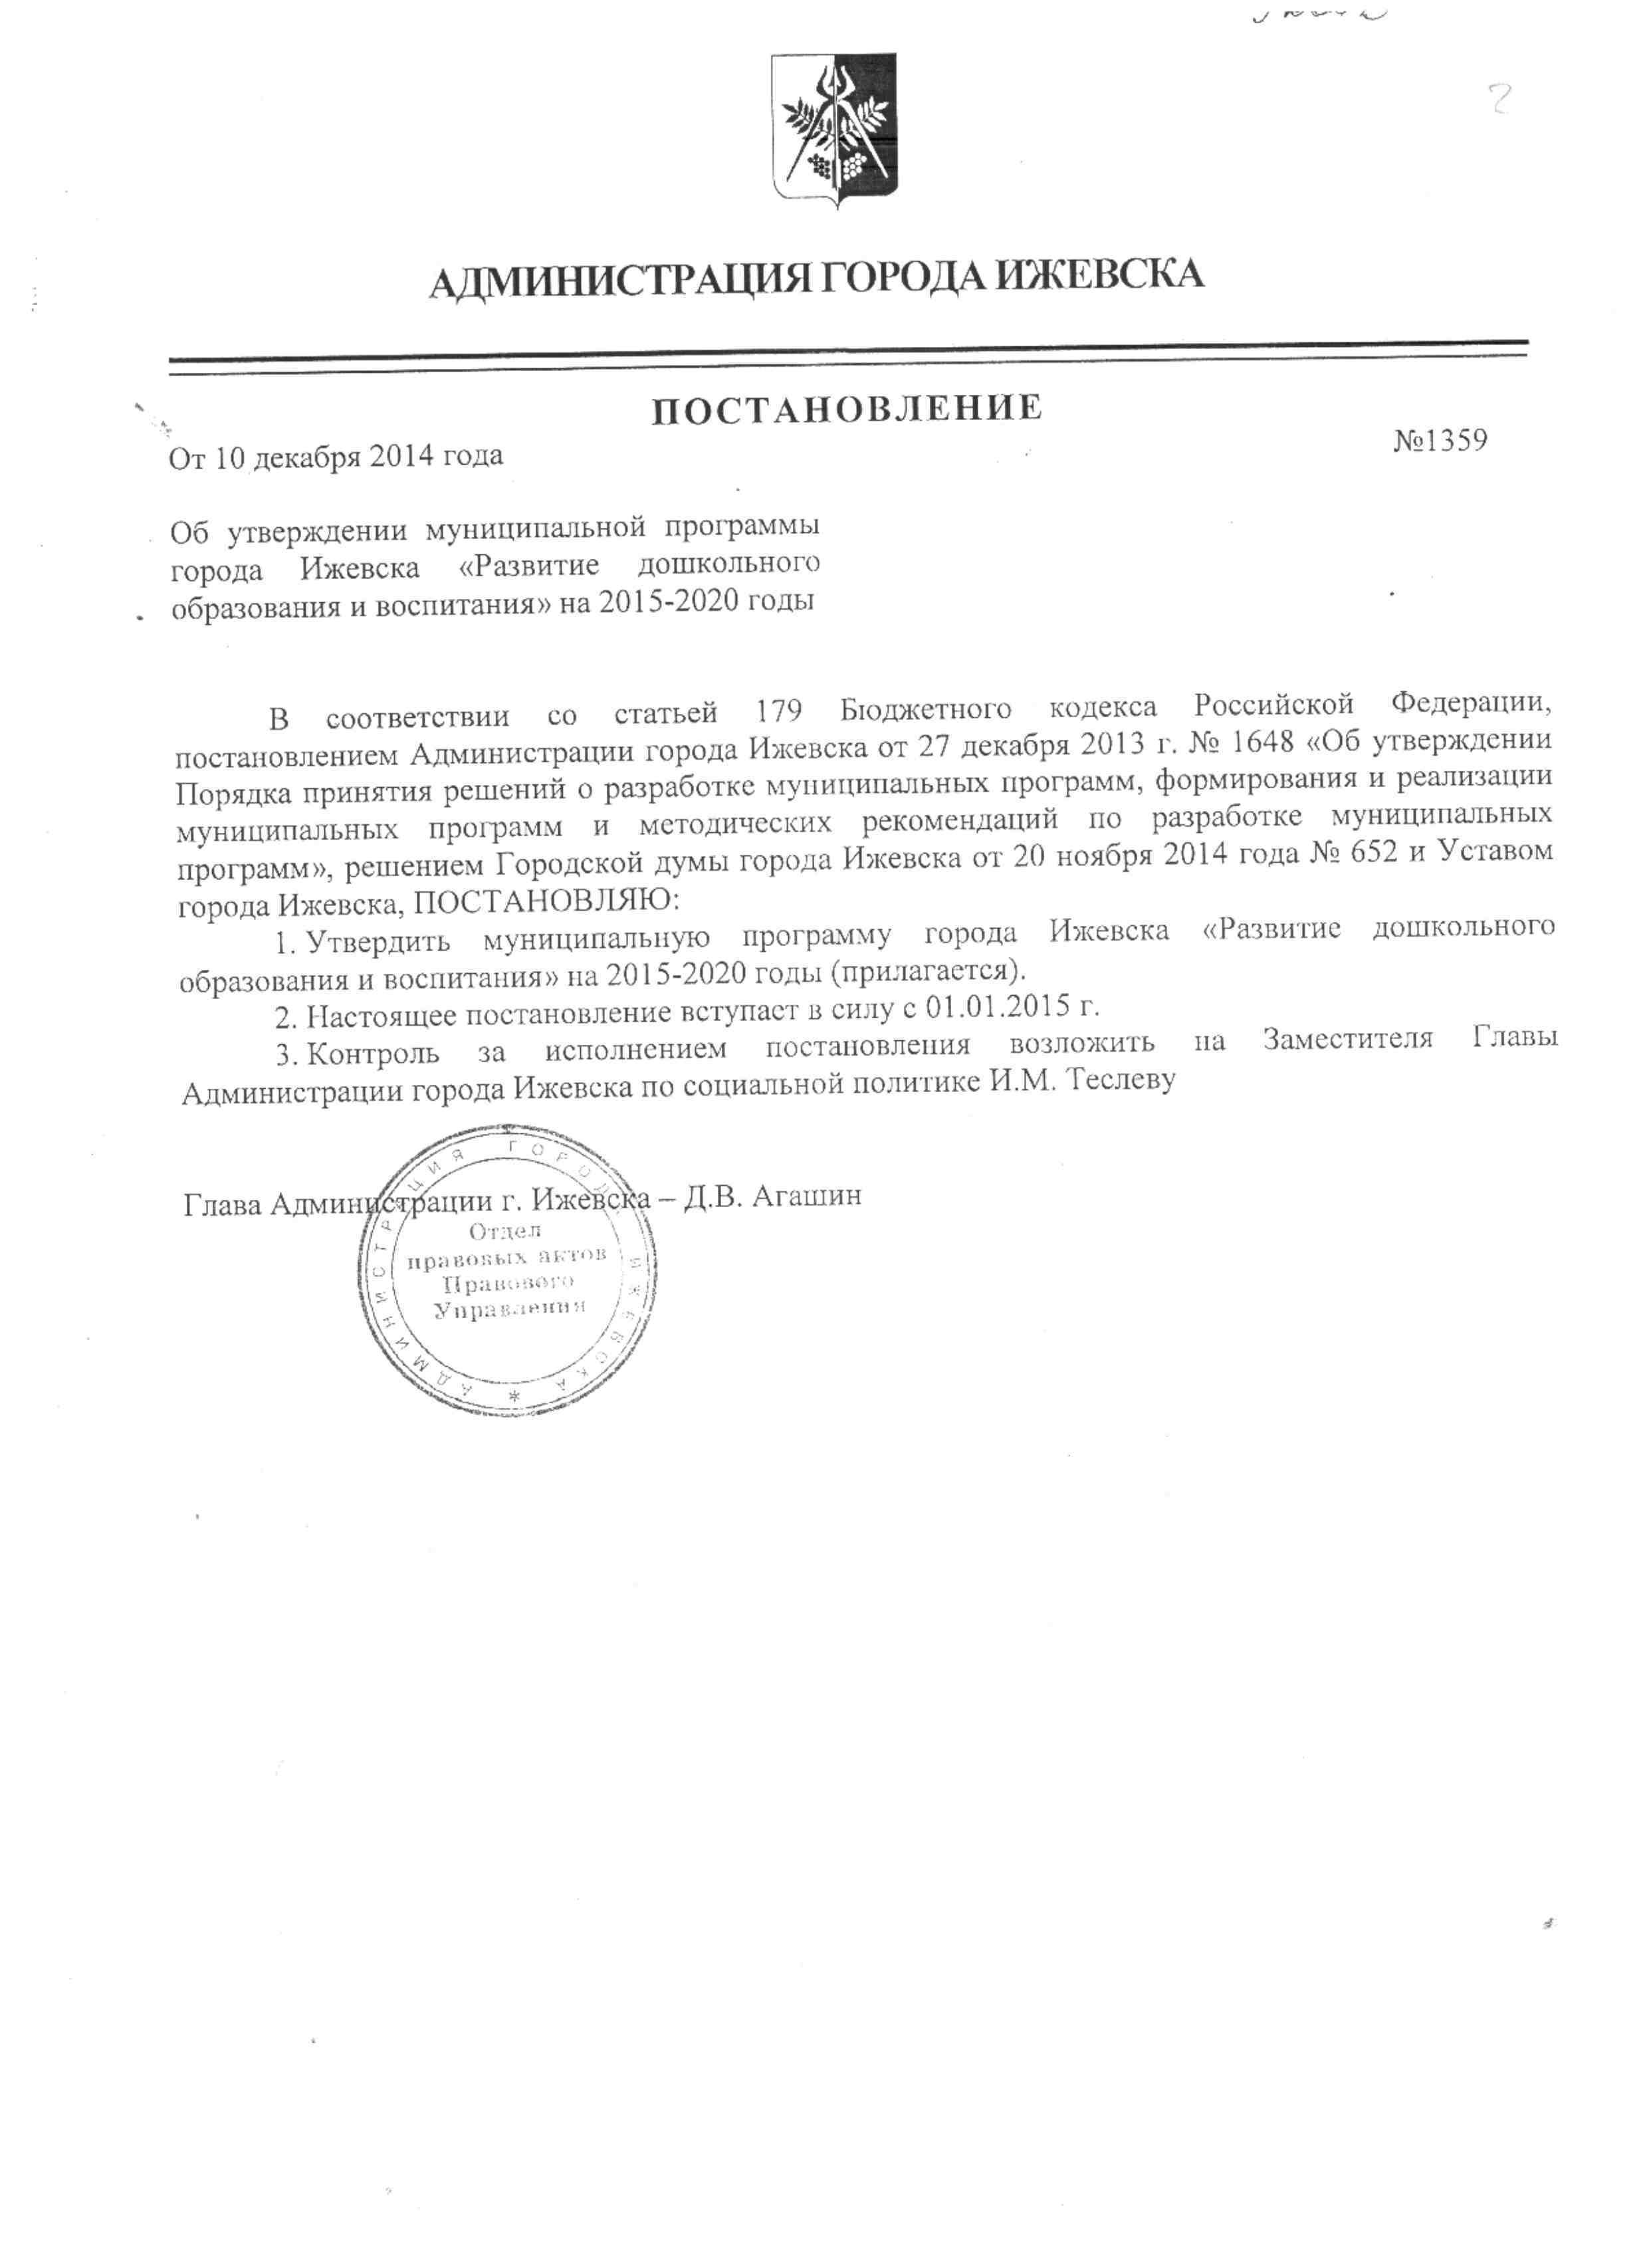 АДМИНИСТРАЦИЯ ГОРОДА ИЖЕВСКА
ПОСТАНОВЛЕНИЕ
От 10 декабря 2014 года
№1359
Об утверждении муниципальной программы
города Ижевска «Развитие дошкольного
образования и воспитания» на 2015-2020 годы
В соответствии со статьей 179 Бюджетного кодекса Российской Федерации,
постановлением Администрации города Ижевска от 27 декабря 2013 г. № 1648 «Об утверждении
Порядка принятия решений о разработке муниципальных программ, формирования и реализации
муниципальных программ и методических рекомендаций по разработке муниципальных
программ», решением Городской думы города Ижевска от 20 ноября 2014 года № 652 и Уставом
города Ижевска, ПОСТАНОВЛЯЮ:
1. Утвердить муниципальную программу города Ижевска «Развитие дошкольного
образования и воспитания» на 2015-2020 годы (прилагается).
2. Настоящее постановление вступает в силу с 01.01.2015 г.
3. Контроль за исполнением постановления возложить на Заместителя Главы
Администрации города Ижевска по социальной политике И.М. Теслеву
Глава Администрации г. Ижевска – Д.В. Агашин
АДМИНИСТРАЦИЯ ГОРОДА ИЖЕВСКА *
Отдел
правовых актов
Правового
Управления